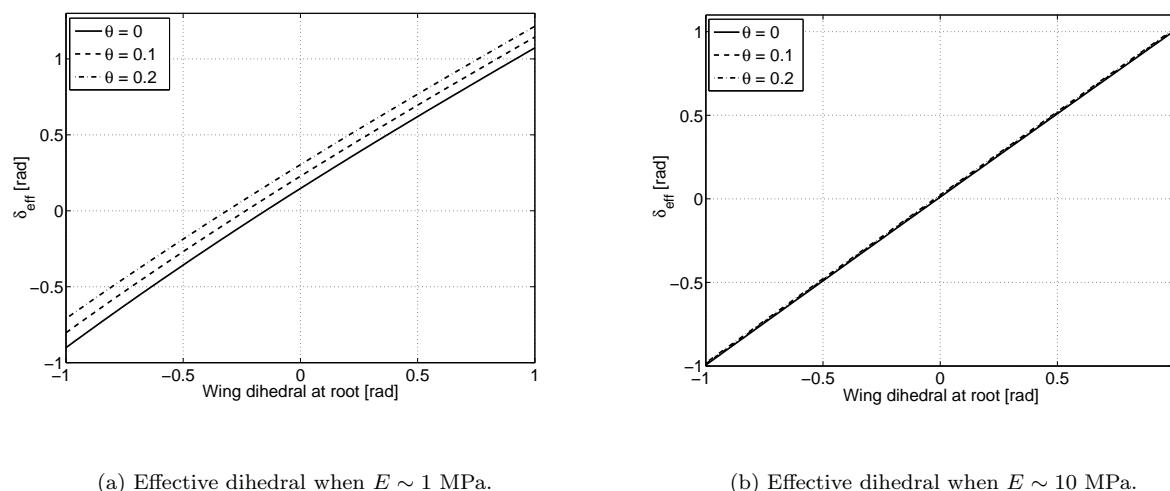 θ = 0
θ = 0.1
θ = 0.2
1
0.5
0
−0.5
−1
δeff [rad]
−1 −0.5 0 0.5 1
Wing dihedral at root [rad]
(a) Effective dihedral when E ∼ 1 MPa.
θ = 0
θ = 0.1
θ = 0.2
1
0.5
0
−0.5
−1
δeff [rad]
−1 −0.5 0 0.5
Wing dihedral at root [rad]
(b) Effective dihedral when E ∼ 10 MPa.